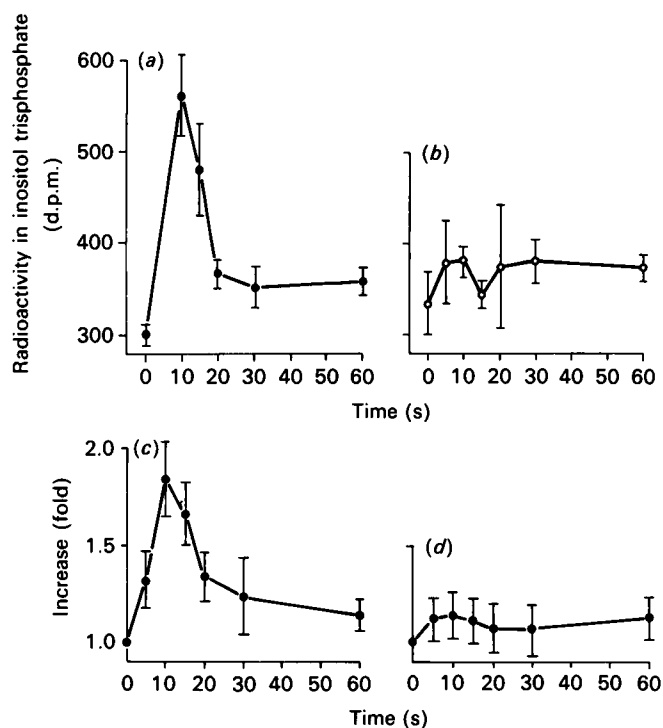 Radioactivity in inositol trisphosphate
(d.p.m.)
600
500
400
300
(a)
0 10 20 30 40 50 60
(b)
0 10 20 30 40 50 60
Time (s)
Increase (fold)
2.0
1.5
1.0
(c)
0 10 20 30 40 50 60
(d)
0 10 20 30 40 50 60
Time (s)